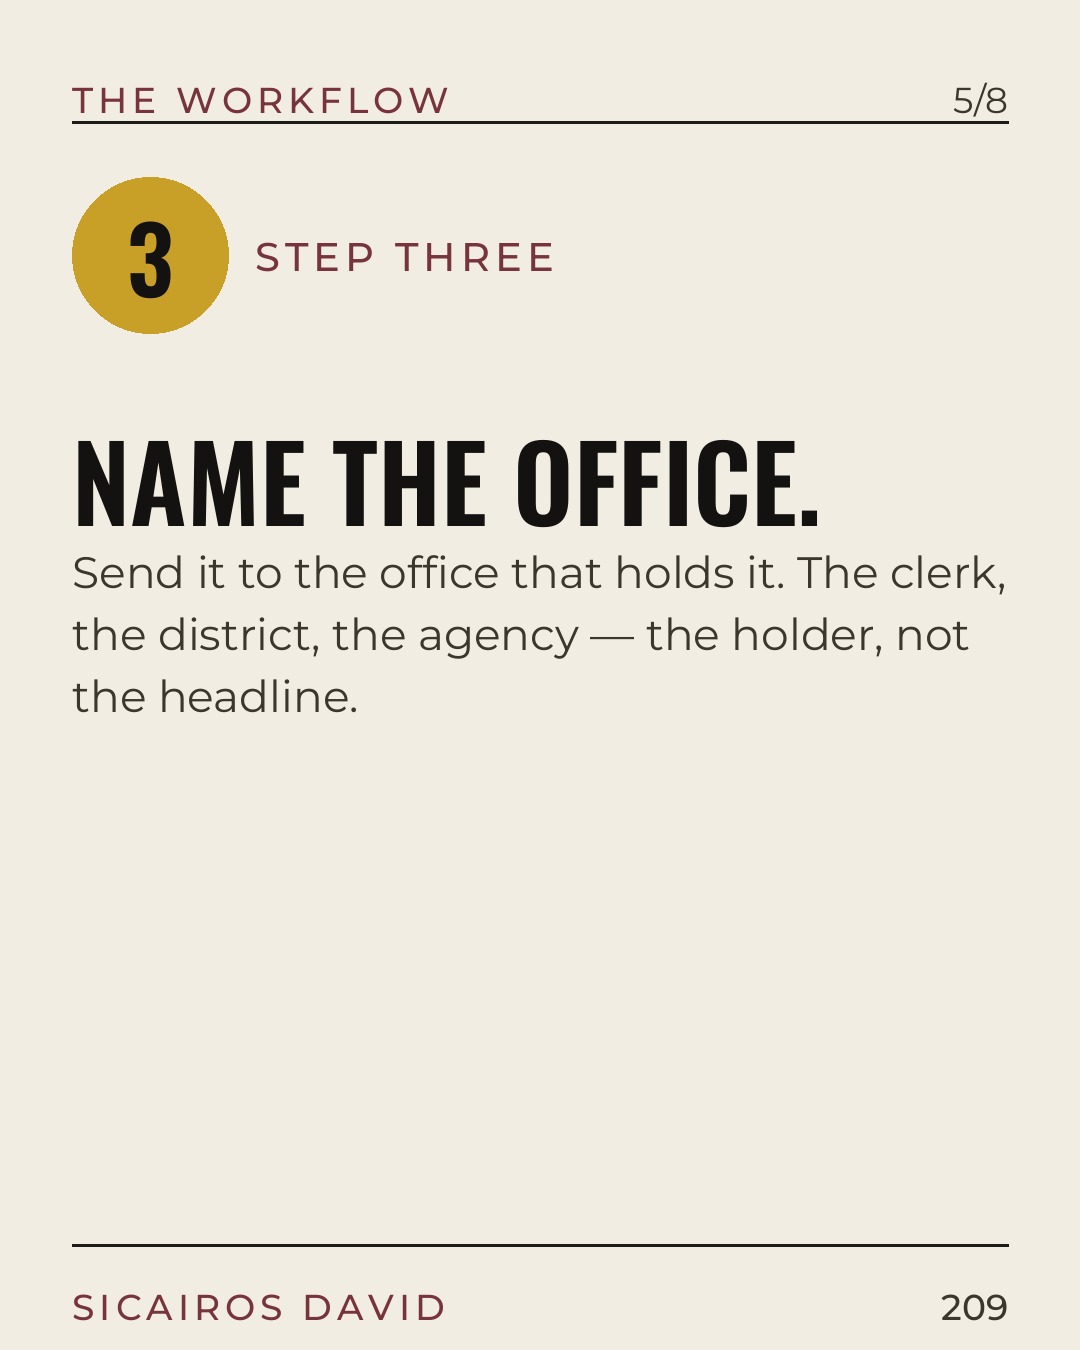 THE WORKFLOW 5/8
3 STEP THREE
NAME THE OFFICE.
Send it to the office that holds it. The clerk,
the district, the agency — the holder, not
the headline.
SICAIROS DAVID 209